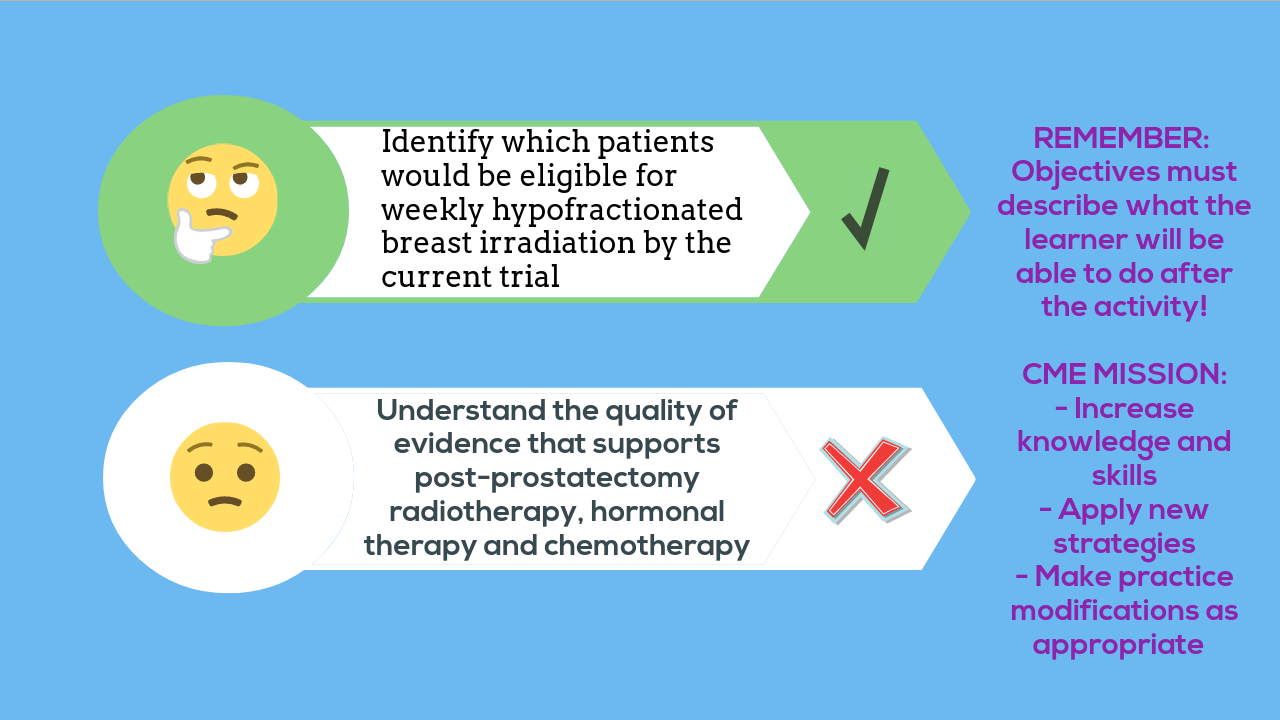 Identify which patients
would be eligible for
weekly hypofractionated
breast irradiation by the
current trial
Understand the quality of
evidence that supports
post-prostatectomy
radiotherapy, hormonal
therapy and chemotherapy
REMEMBER:
Objectives must
describe what the
learner will be
able to do after
the activity!
CME MISSION:
- Increase
knowledge and
skills
- Apply new
strategies
- Make practice
modifications as
appropriate